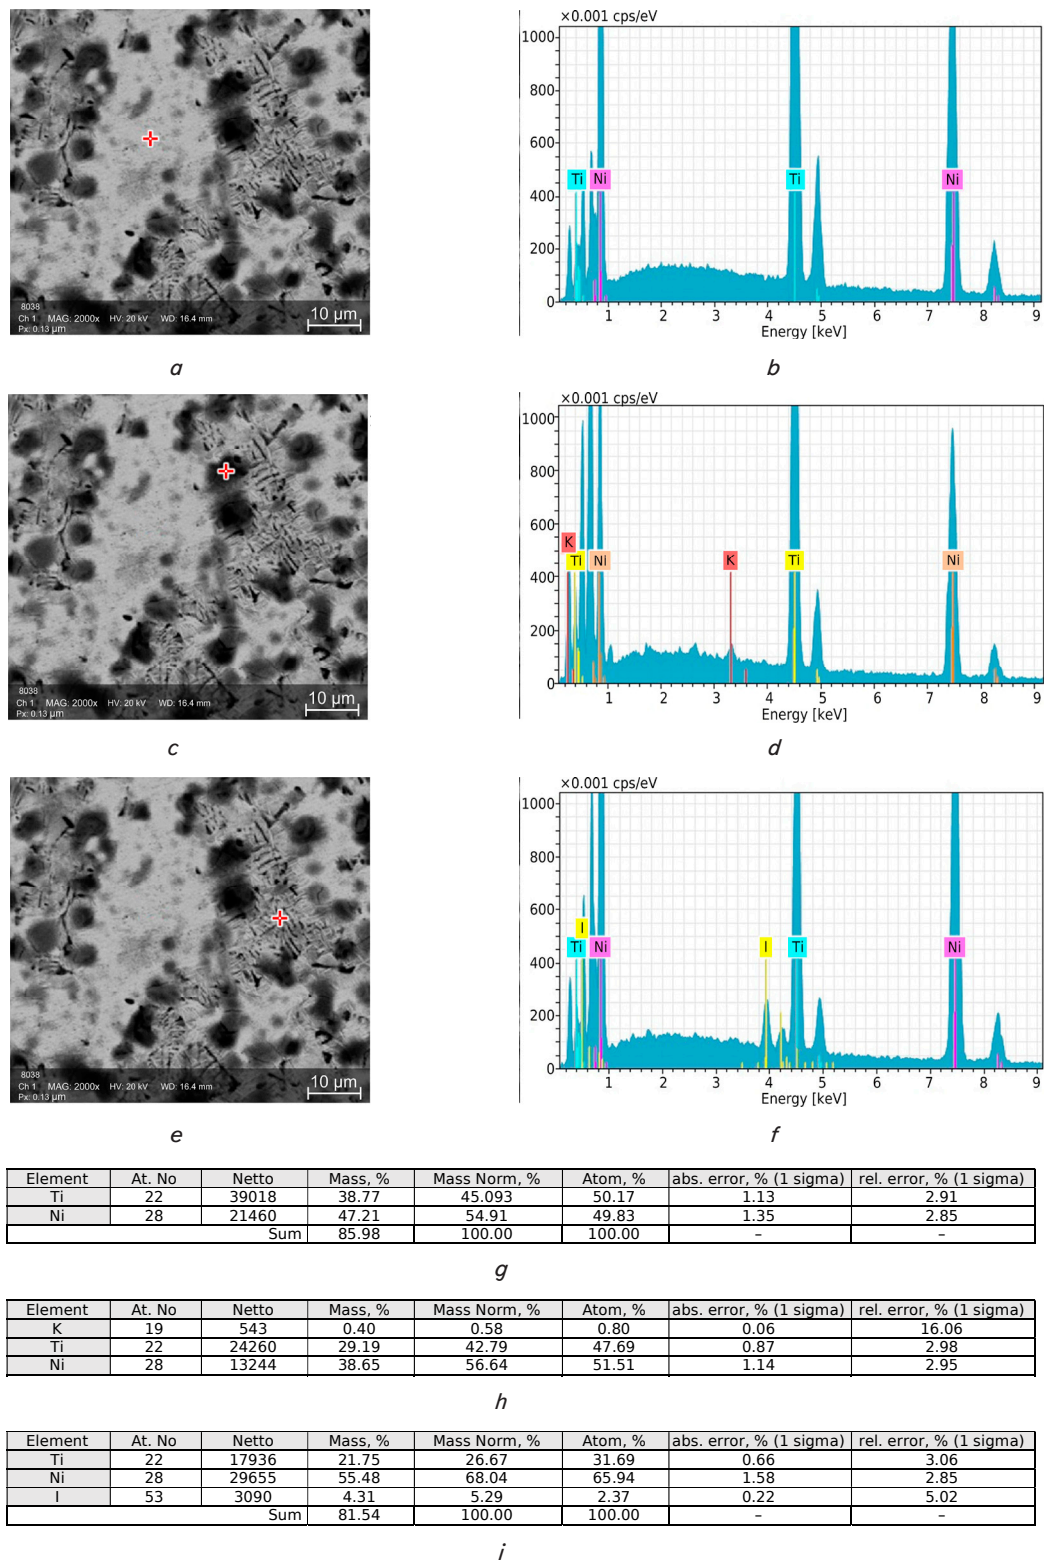 ×0.001 cps/eV
1000
800
600
400
200
0
Ti Ni Ti Ni
1 2 3 4 5 6 7 8 9
Energy [keV]
8038
Ch 1 MAG: 2000x HV: 20 kV WD: 16.4 mm
Px: 0.13 µm
10 µm
a b
×0.001 cps/eV
1000
800
600
400
200
0
K Ti Ni K Ti Ni
1 2 3 4 5 6 7 8 9
Energy [keV]
8038
Ch 1 MAG: 2000x HV: 20 kV WD: 16.4 mm
Px: 0.13 µm
10 µm
c d
×0.001 cps/eV
1000
800
600
400
200
0
I
Ti Ni I Ti Ni
1 2 3 4 5 6 7 8 9
Energy [keV]
8038
Ch 1 MAG: 2000x HV: 20 kV WD: 16.4 mm
Px: 0.13 µm
10 µm
e f
Element At. No Netto Mass, % Mass Norm, % Atom, % abs. error, % (1 sigma) rel. error, % (1 sigma)
Ti 22 39018 38.77 45.093 50.17 1.13 2.91
Ni 28 21460 47.21 54.91 49.83 1.35 2.85
Sum 85.98 100.00 100.00 – –
g
Element At. No Netto Mass, % Mass Norm, % Atom, % abs. error, % (1 sigma) rel. error, % (1 sigma)
K 19 543 0.40 0.58 0.80 0.06 16.06
Ti 22 24260 29.19 42.79 47.69 0.87 2.98
Ni 28 13244 38.65 56.64 51.51 1.14 2.95
h
Element At. No Netto Mass, % Mass Norm, % Atom, % abs. error, % (1 sigma) rel. error, % (1 sigma)
Ti 22 17936 21.75 26.67 31.69 0.66 3.06
Ni 28 29655 55.48 68.04 65.94 1.58 2.85
I 53 3090 4.31 5.29 2.37 0.22 5.02
Sum 81.54 100.00 100.00 – –
i